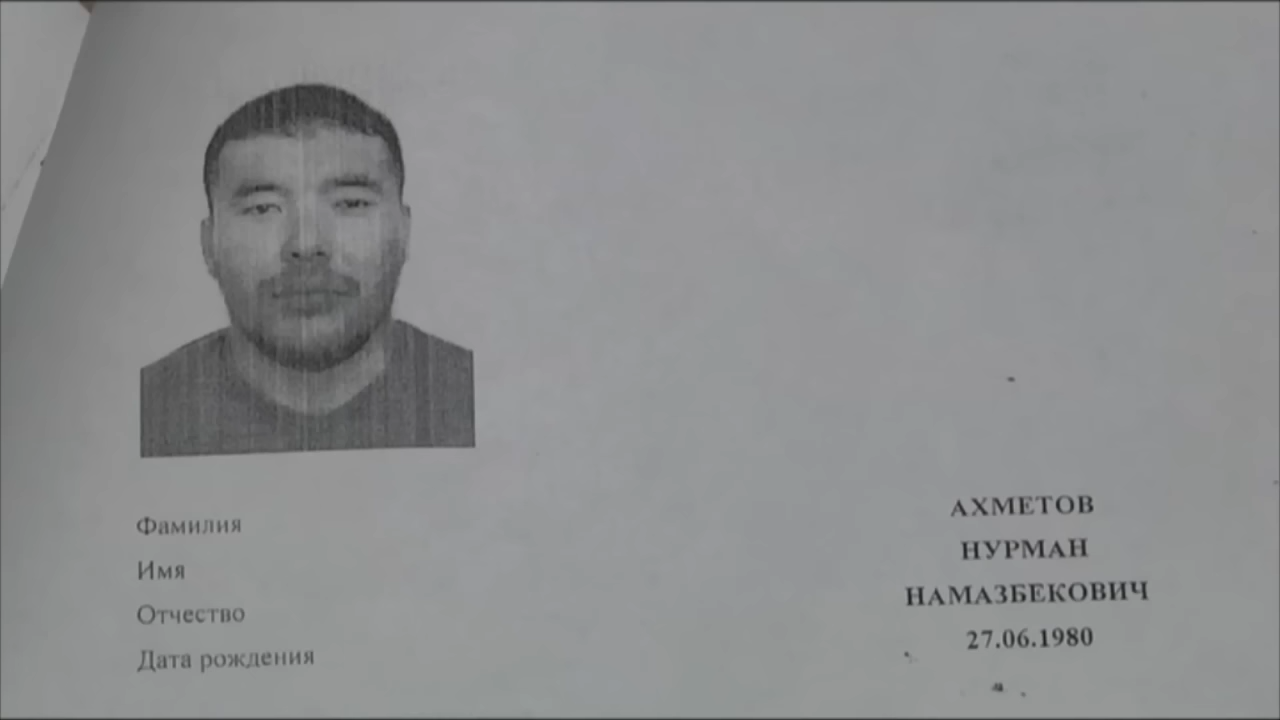 Фамилия АХМЕТОВ
Имя НУРМАН
Отчество НАМАЗБЕКОВИЧ
Дата рождения 27.06.1980